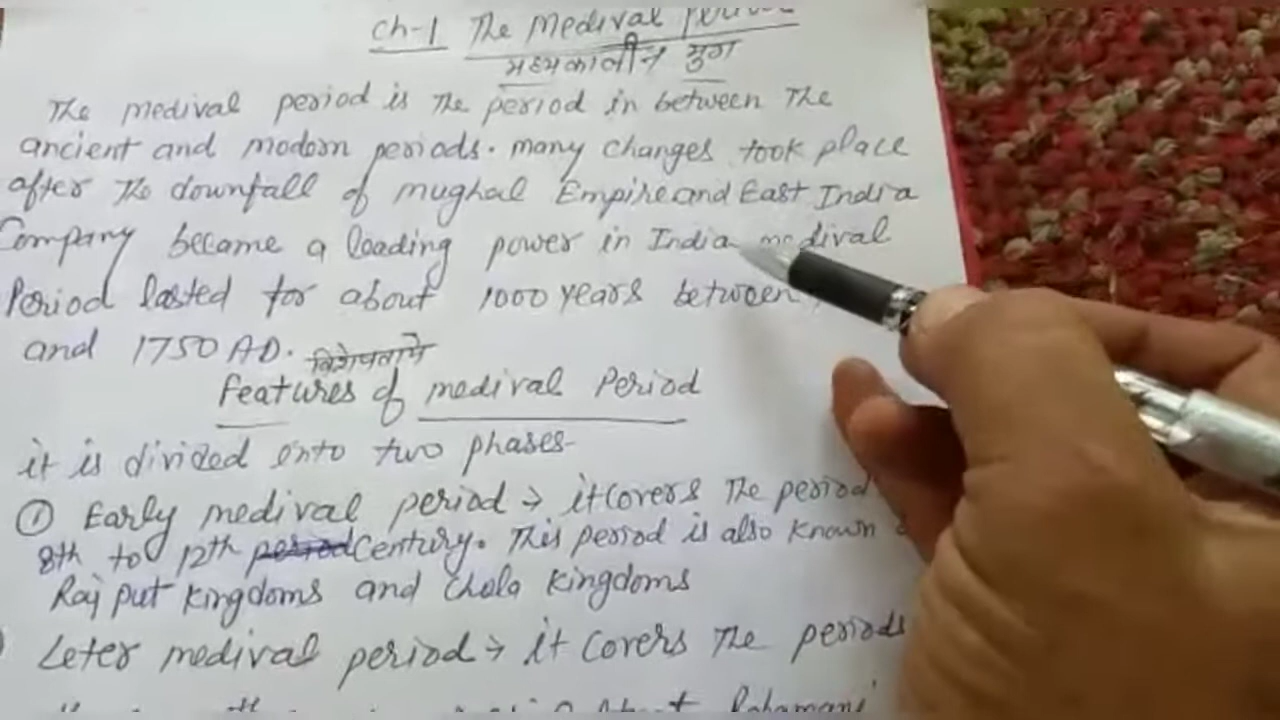 Ch-1 The Medival Period
मध्यकालीन युग
The medival period is The period in between The
ancient and modorn periods. many changes took place
after The downfall of mughal Empire and East India
Company became a leading power in India medival
Period lasted for about 1000 years between
and 1750 AD. विशेषताये
Features of medival Period
it is divided into two phases-
① Early medival period → it covers The period
8th to 12th Century. This period is also known
Rajput kingdoms and Chola kingdoms
Leter medival period → it Covers The periods